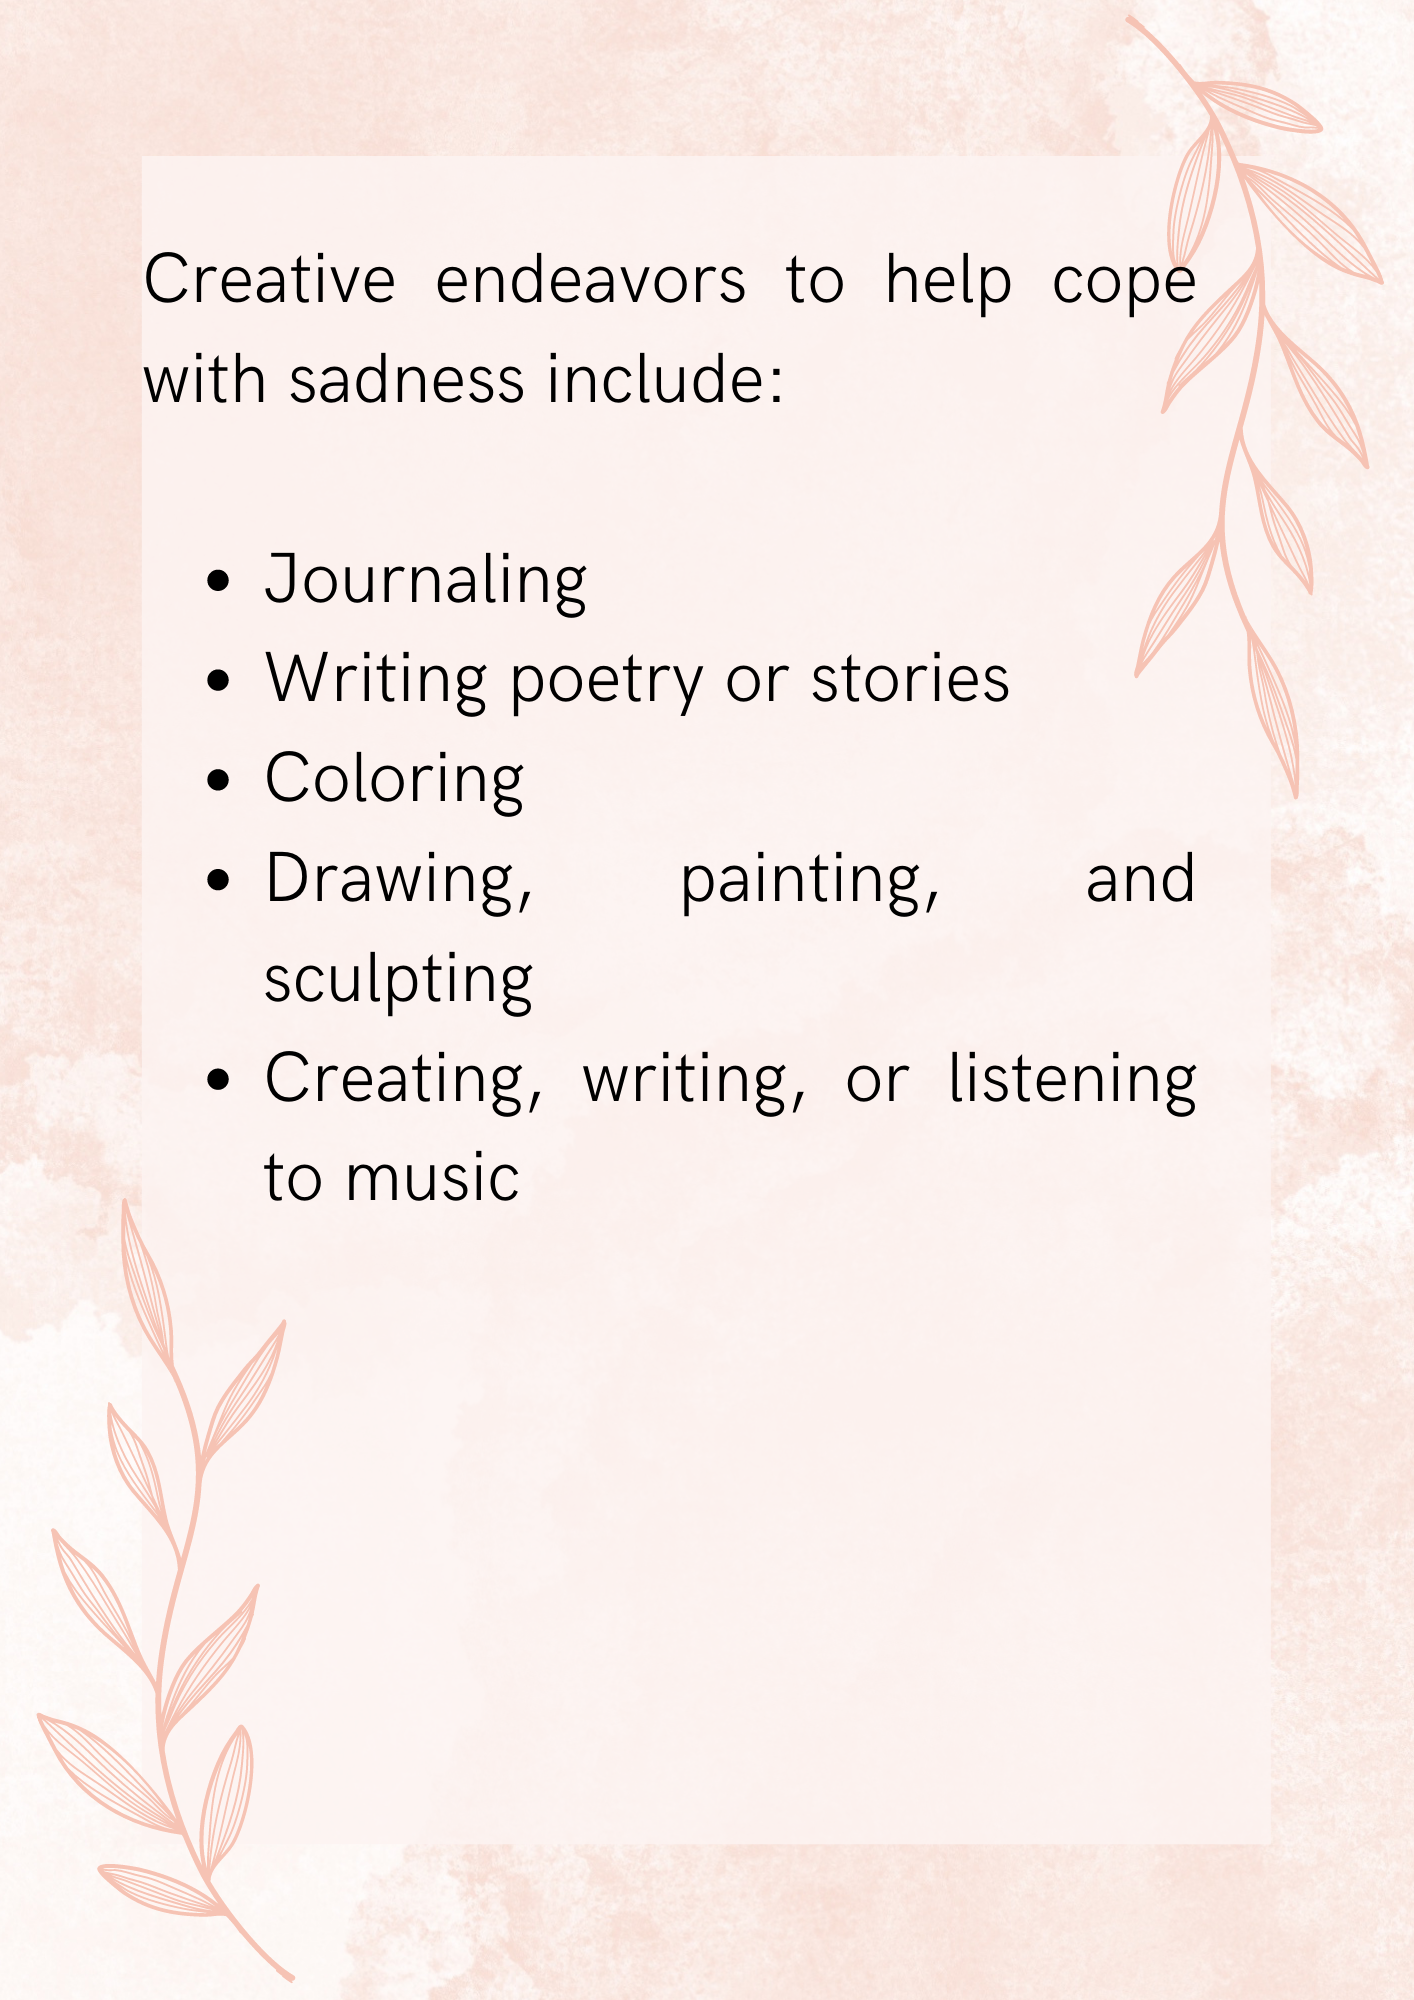 Creative endeavors to help cope
with sadness include:
• Journaling
• Writing poetry or stories
• Coloring
• Drawing, painting, and
sculpting
• Creating, writing, or listening
to music